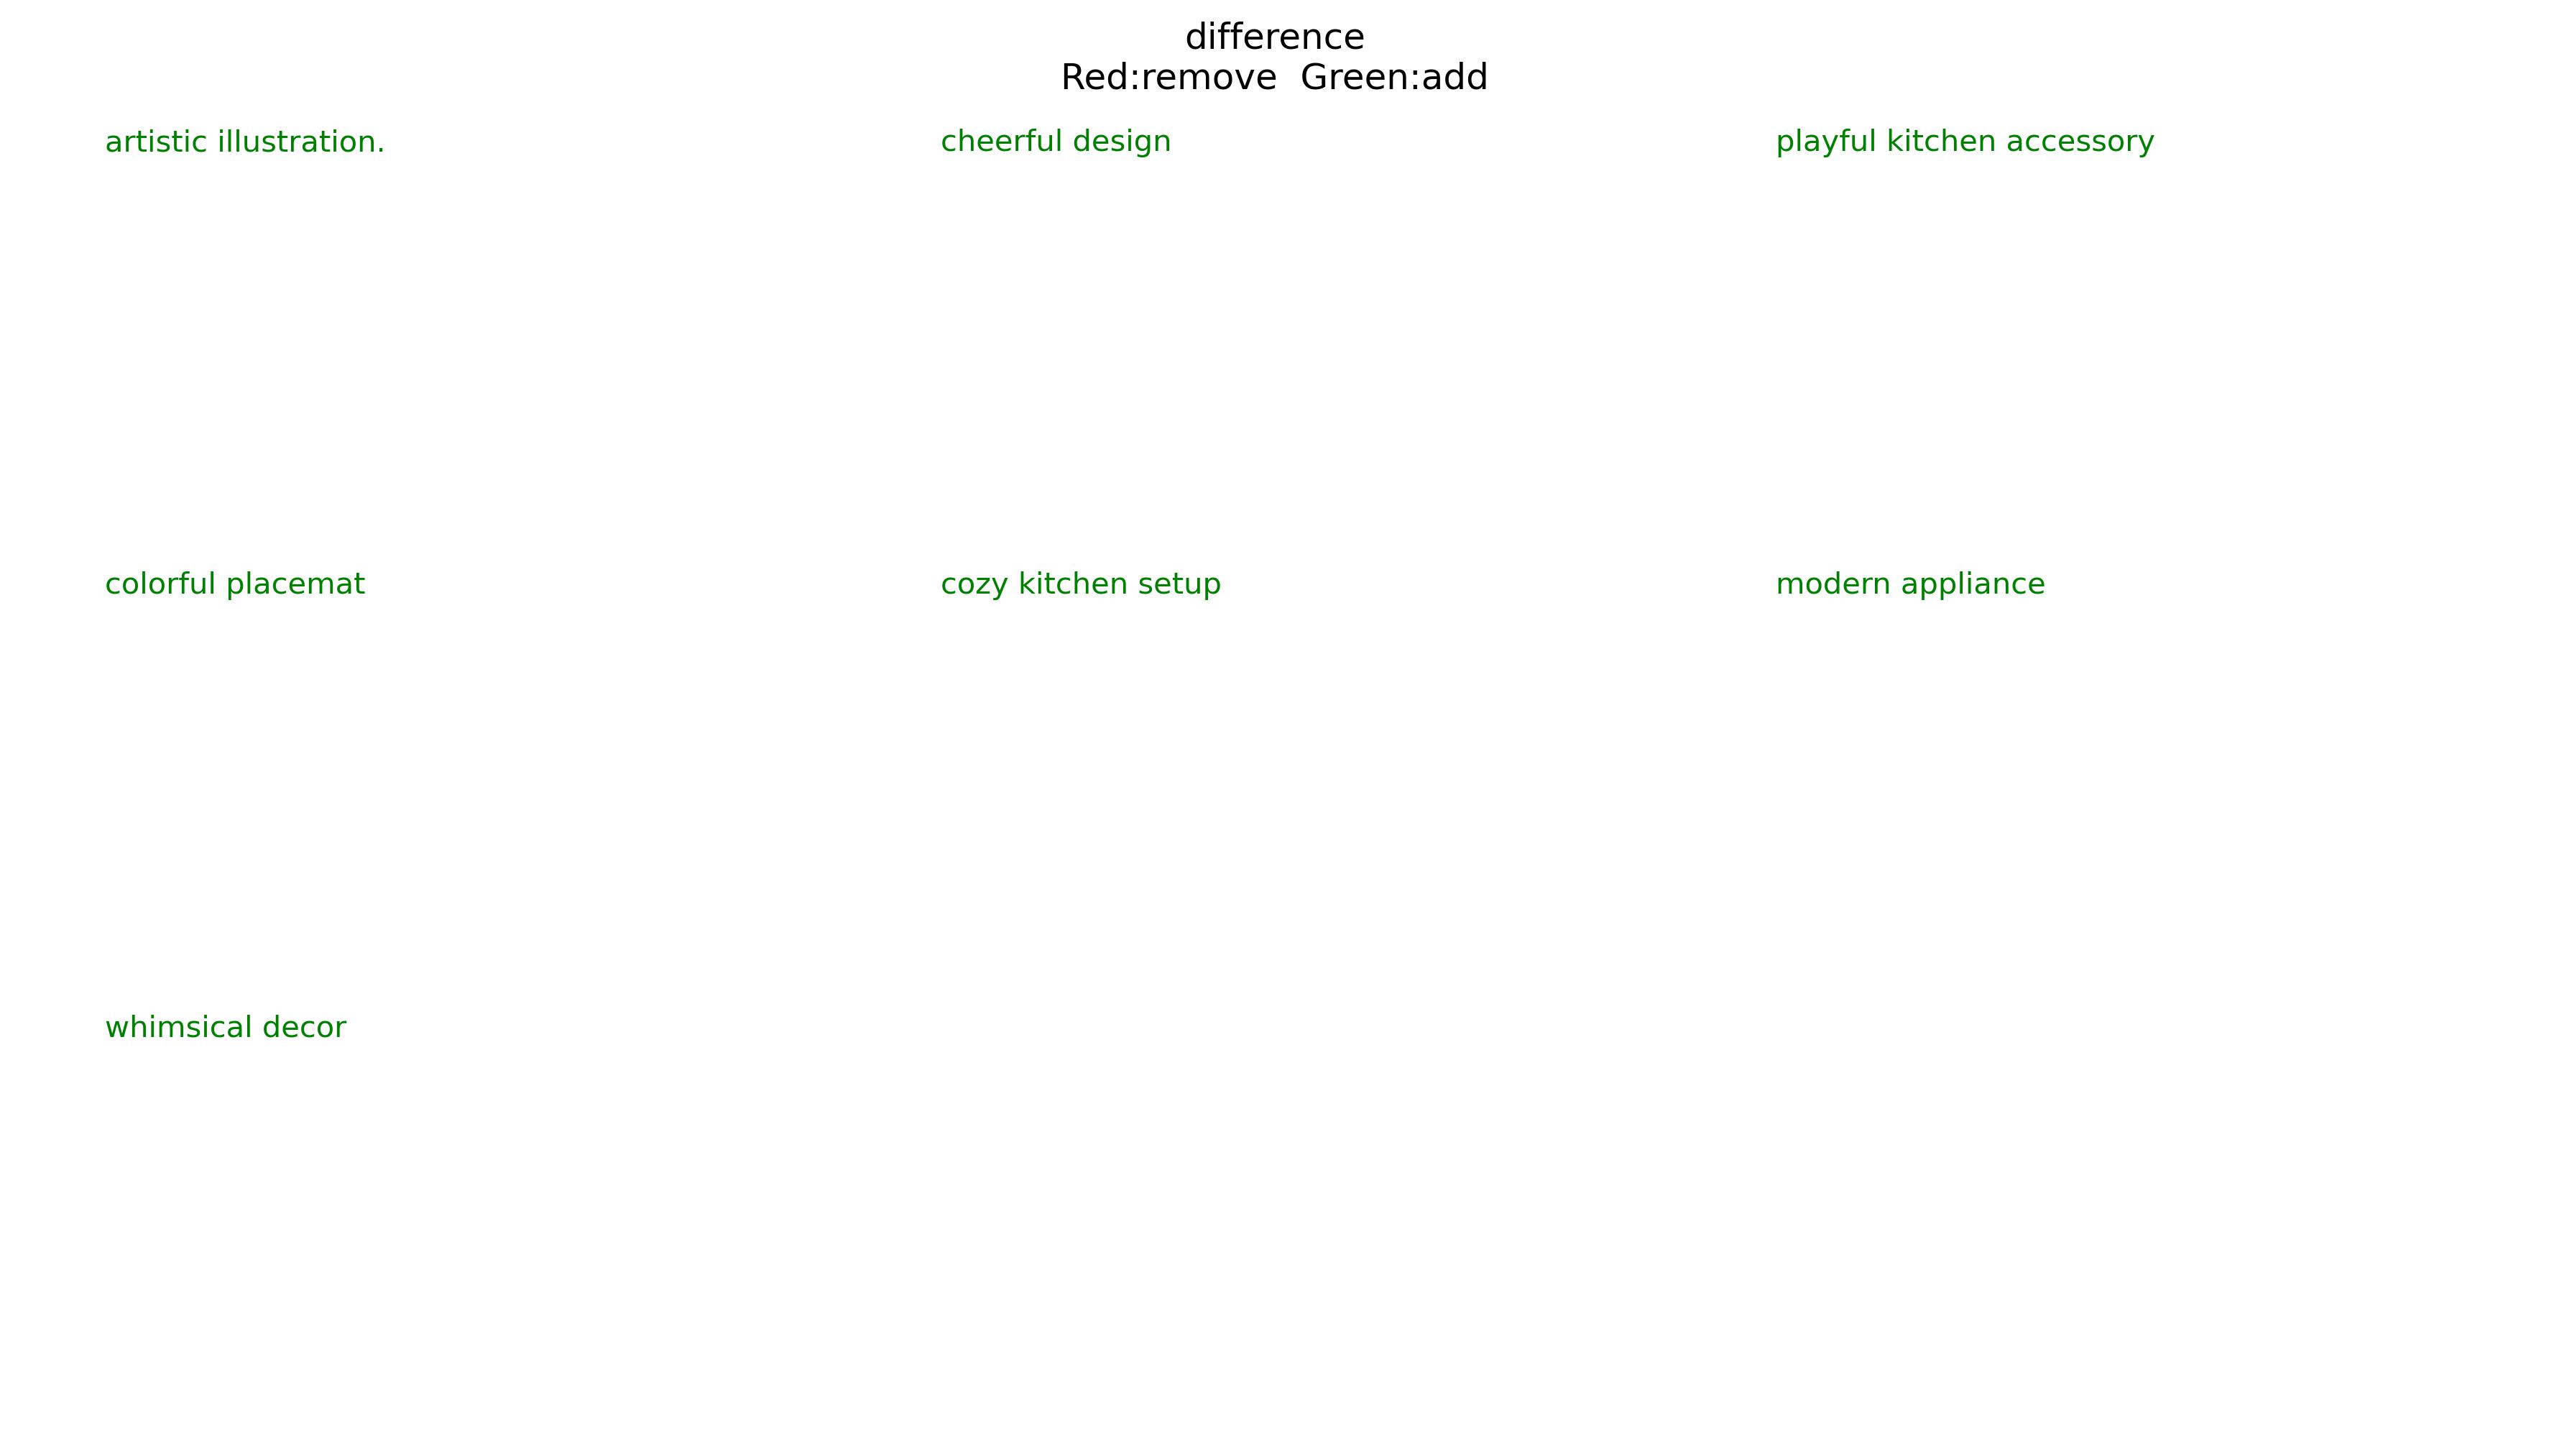 difference
Red:remove  Green:add
artistic illustration.
cheerful design
playful kitchen accessory
colorful placemat
cozy kitchen setup
modern appliance
whimsical decor